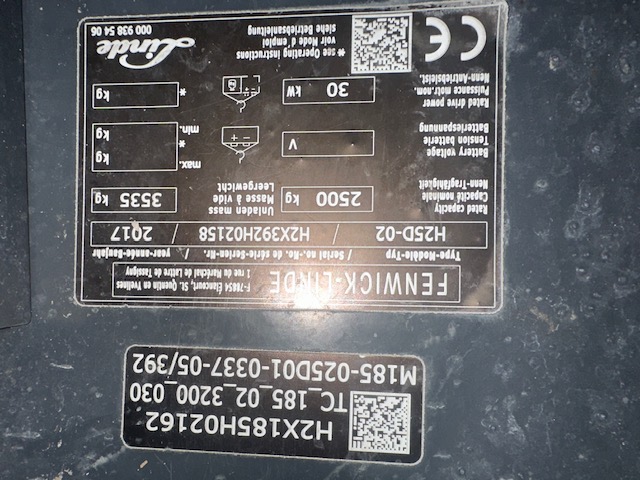 H2X185H02162
TC_185_02_3200_030
M185-025D01-0337-05/392
FENWICK-LINDE
F-78854 Élancourt, St. Quentin en Yvelines
1 rue du Maréchal de Lattre de Tassigny
Type-Modèle-Typ / Serial no.-No. de série-Serien-Nr. / year-année-Baujahr
H25D-02 / H2X392H02158 / 2017
Rated capacity
Capacité nominale
Nenn-Tragfähigkeit
2500 kg
Unladen mass
Masse à vide
Leergewicht
3535 kg
Battery voltage
Tension batterie
Batteriespannung
V
max. kg
*
min. kg
Rated drive power
Puissance motr.nom.
Nenn-Antriebsleist.
30 kW
* kg
CE
*= see Operating instructions
voir Mode d'emploi
siehe Betriebsanleitung
Linde
000 938 54 06